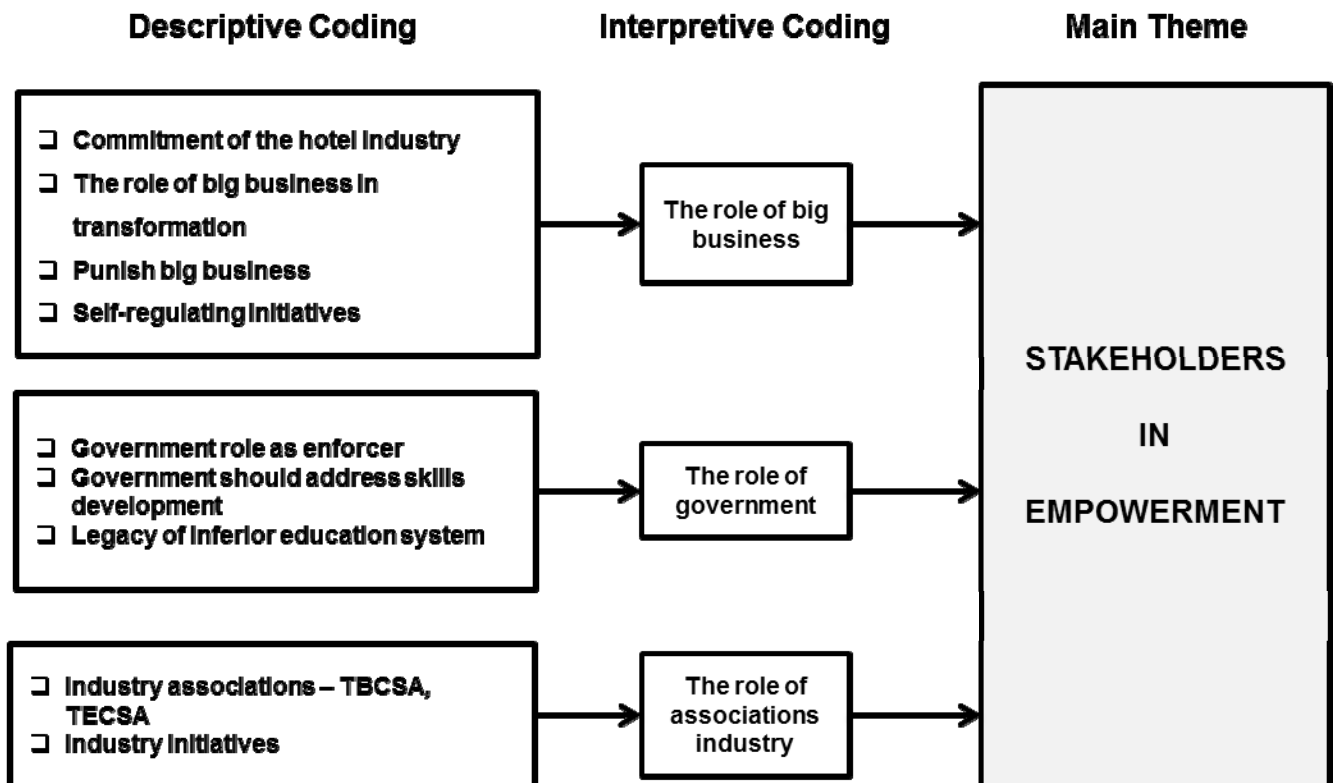 Descriptive Coding
Interpretive Coding
Main Theme
❑ Commitment of the hotel industry
❑ The role of big business in
transformation
❑ Punish big business
❑ Self-regulating initiatives
The role of big
business
❑ Government role as enforcer
❑ Government should address skills
development
❑ Legacy of inferior education system
The role of
government
❑ Industry associations – TBCSA,
TECSA
❑ Industry initiatives
The role of
associations
industry
STAKEHOLDERS
IN
EMPOWERMENT